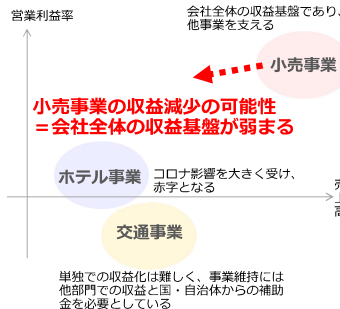 営業利益率
会社全体の収益基盤であり、
他事業を支える
小売事業
小売事業の収益減少の可能性
＝会社全体の収益基盤が弱まる
ホテル事業
コロナ影響を大きく受け、
赤字となる
売
上
高
交通事業
単独での収益化は難しく、事業維持には
他部門での収益と国・自治体からの補助
金を必要としている